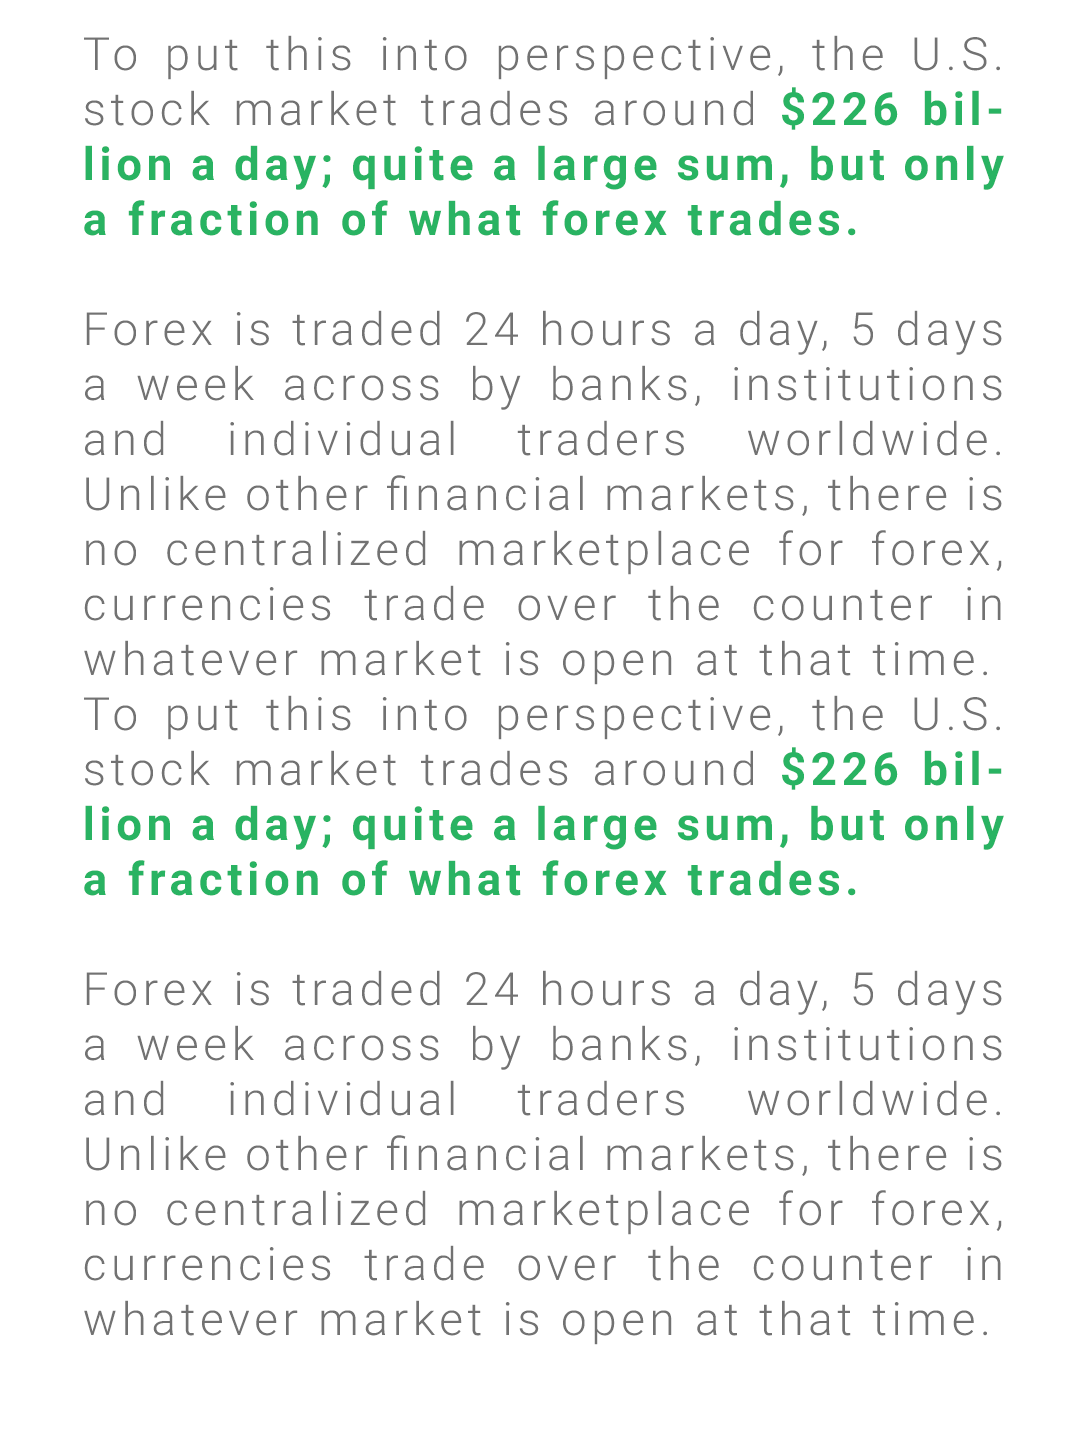 To put this into perspective, the U.S.
stock market trades around $226 bil-
lion a day; quite a large sum, but only
a fraction of what forex trades.
Forex is traded 24 hours a day, 5 days
a week across by banks, institutions
and individual traders worldwide.
Unlike other financial markets, there is
no centralized marketplace for forex,
currencies trade over the counter in
whatever market is open at that time.
To put this into perspective, the U.S.
stock market trades around $226 bil-
lion a day; quite a large sum, but only
a fraction of what forex trades.
Forex is traded 24 hours a day, 5 days
a week across by banks, institutions
and individual traders worldwide.
Unlike other financial markets, there is
no centralized marketplace for forex,
currencies trade over the counter in
whatever market is open at that time.